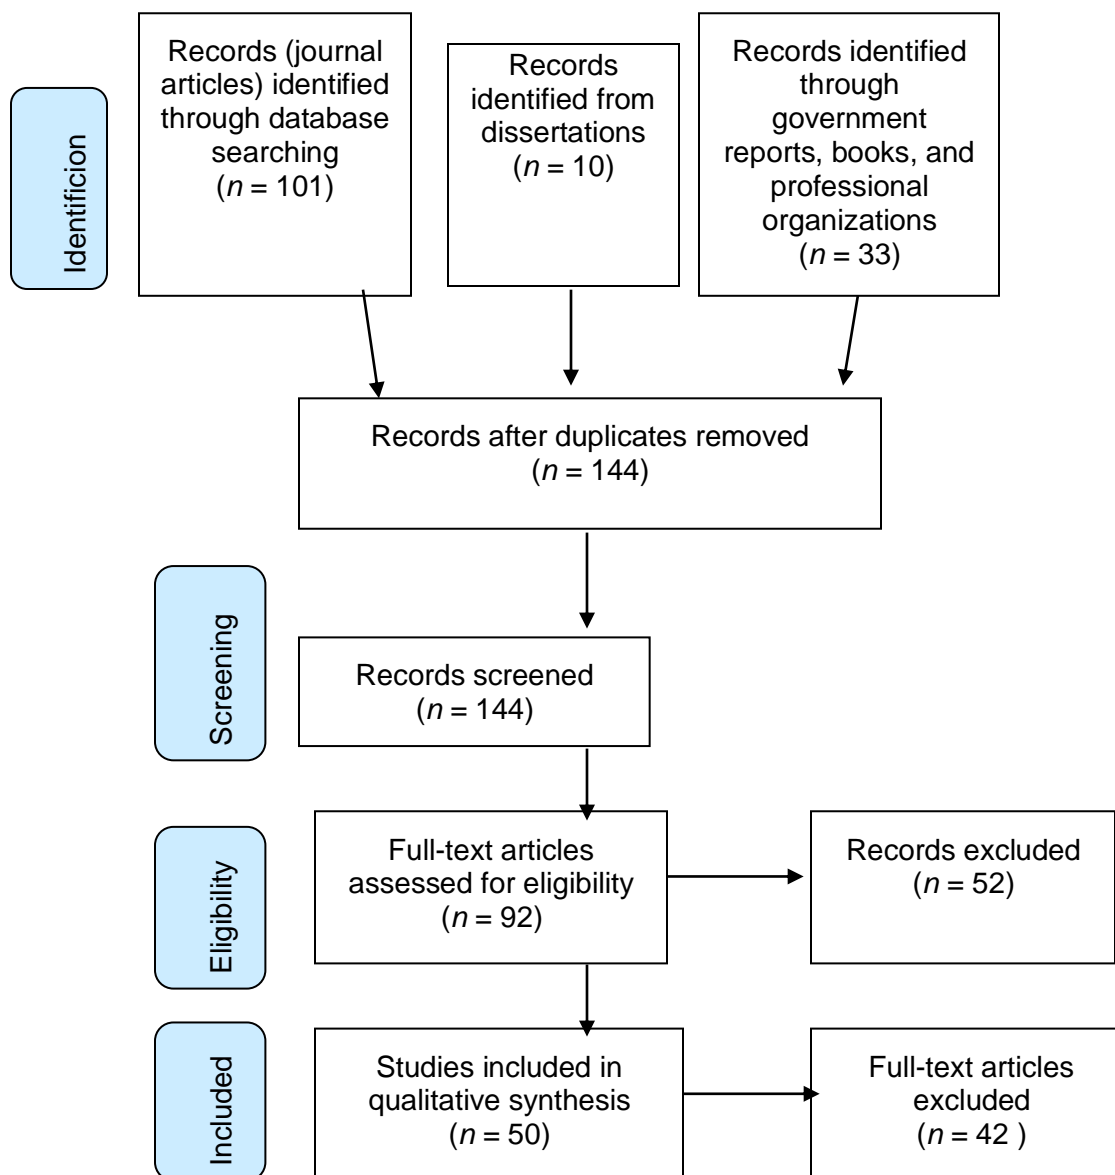 Identificion
Records (journal
articles) identified
through database
searching
(n = 101)
Records
identified from
dissertations
(n = 10)
Records identified
through
government
reports, books, and
professional
organizations
(n = 33)
Records after duplicates removed
(n = 144)
Screening
Records screened
(n = 144)
Eligibility
Full-text articles
assessed for eligibility
(n = 92)
Records excluded
(n = 52)
Included
Studies included in
qualitative synthesis
(n = 50)
Full-text articles
excluded
(n = 42 )